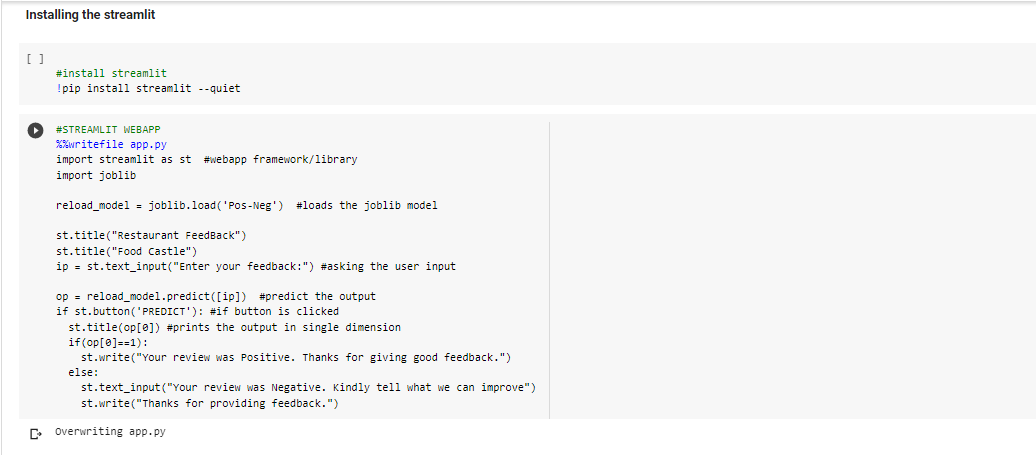 Installing the streamlit
[ ]
#install streamlit
!pip install streamlit --quiet
#STREAMLIT WEBAPP
%%writefile app.py
import streamlit as st  #webapp framework/library
import joblib
reload_model = joblib.load('Pos-Neg')  #loads the joblib model
st.title("Restaurant FeedBack")
st.title("Food Castle")
ip = st.text_input("Enter your feedback:") #asking the user input
op = reload_model.predict([ip])  #predict the output
if st.button('PREDICT'): #if button is clicked
  st.title(op[0]) #prints the output in single dimension
  if(op[0]==1):
    st.write("Your review was Positive. Thanks for giving good feedback.")
  else:
    st.text_input("Your review was Negative. Kindly tell what we can improve")
    st.write("Thanks for providing feedback.")
Overwriting app.py